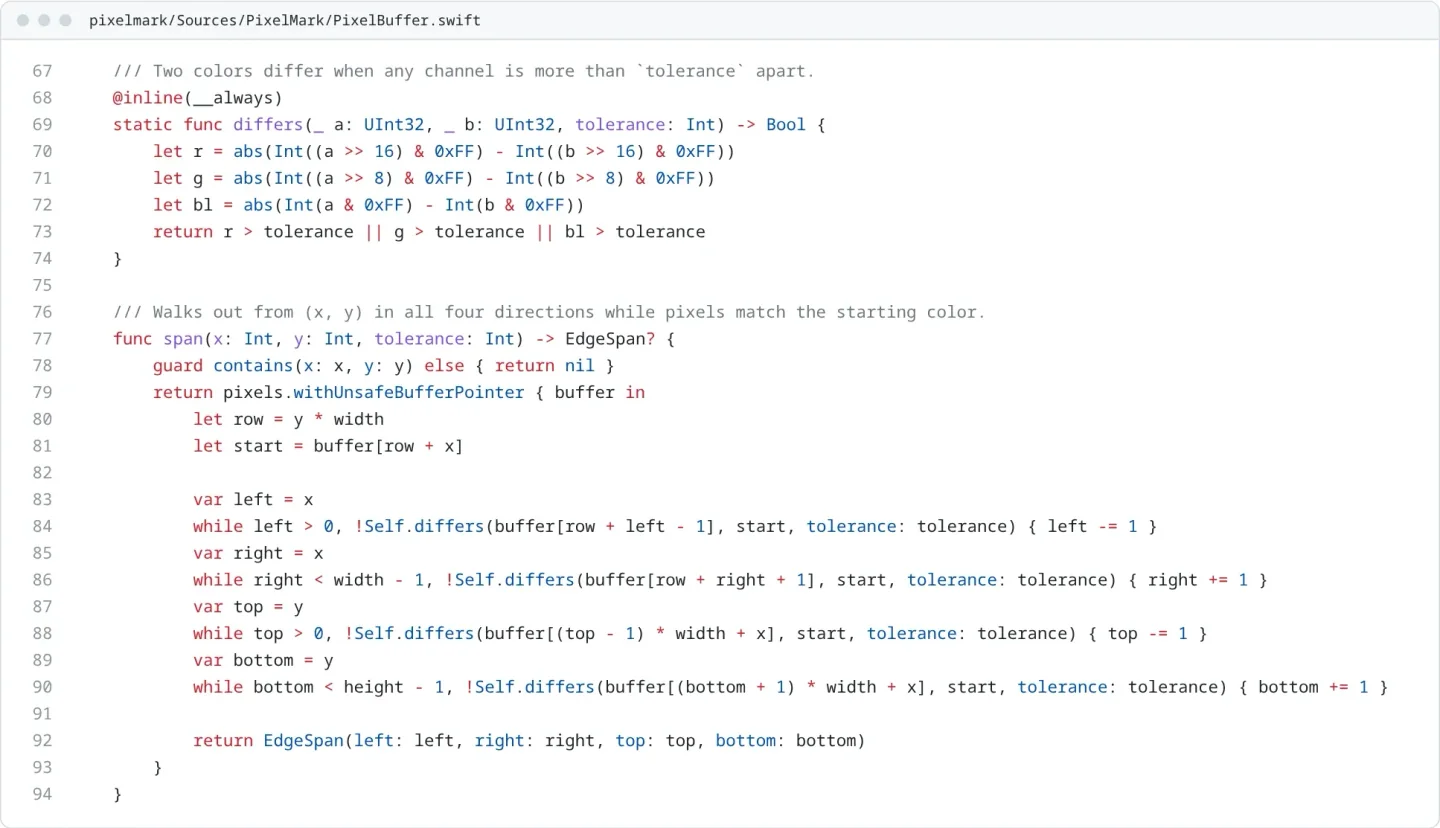 pixelmark/Sources/PixelMark/PixelBuffer.swift
67 /// Two colors differ when any channel is more than `tolerance` apart.
68 @inline(__always)
69 static func differs(_ a: UInt32, _ b: UInt32, tolerance: Int) -> Bool {
70 let r = abs(Int((a >> 16) & 0xFF) - Int((b >> 16) & 0xFF))
71 let g = abs(Int((a >> 8) & 0xFF) - Int((b >> 8) & 0xFF))
72 let bl = abs(Int(a & 0xFF) - Int(b & 0xFF))
73 return r > tolerance || g > tolerance || bl > tolerance
74 }
75
76 /// Walks out from (x, y) in all four directions while pixels match the starting color.
77 func span(x: Int, y: Int, tolerance: Int) -> EdgeSpan? {
78 guard contains(x: x, y: y) else { return nil }
79 return pixels.withUnsafeBufferPointer { buffer in
80 let row = y * width
81 let start = buffer[row + x]
82
83 var left = x
84 while left > 0, !Self.differs(buffer[row + left - 1], start, tolerance: tolerance) { left -= 1 }
85 var right = x
86 while right < width - 1, !Self.differs(buffer[row + right + 1], start, tolerance: tolerance) { right += 1 }
87 var top = y
88 while top > 0, !Self.differs(buffer[(top - 1) * width + x], start, tolerance: tolerance) { top -= 1 }
89 var bottom = y
90 while bottom < height - 1, !Self.differs(buffer[(bottom + 1) * width + x], start, tolerance: tolerance) { bottom += 1 }
91
92 return EdgeSpan(left: left, right: right, top: top, bottom: bottom)
93 }
94 }